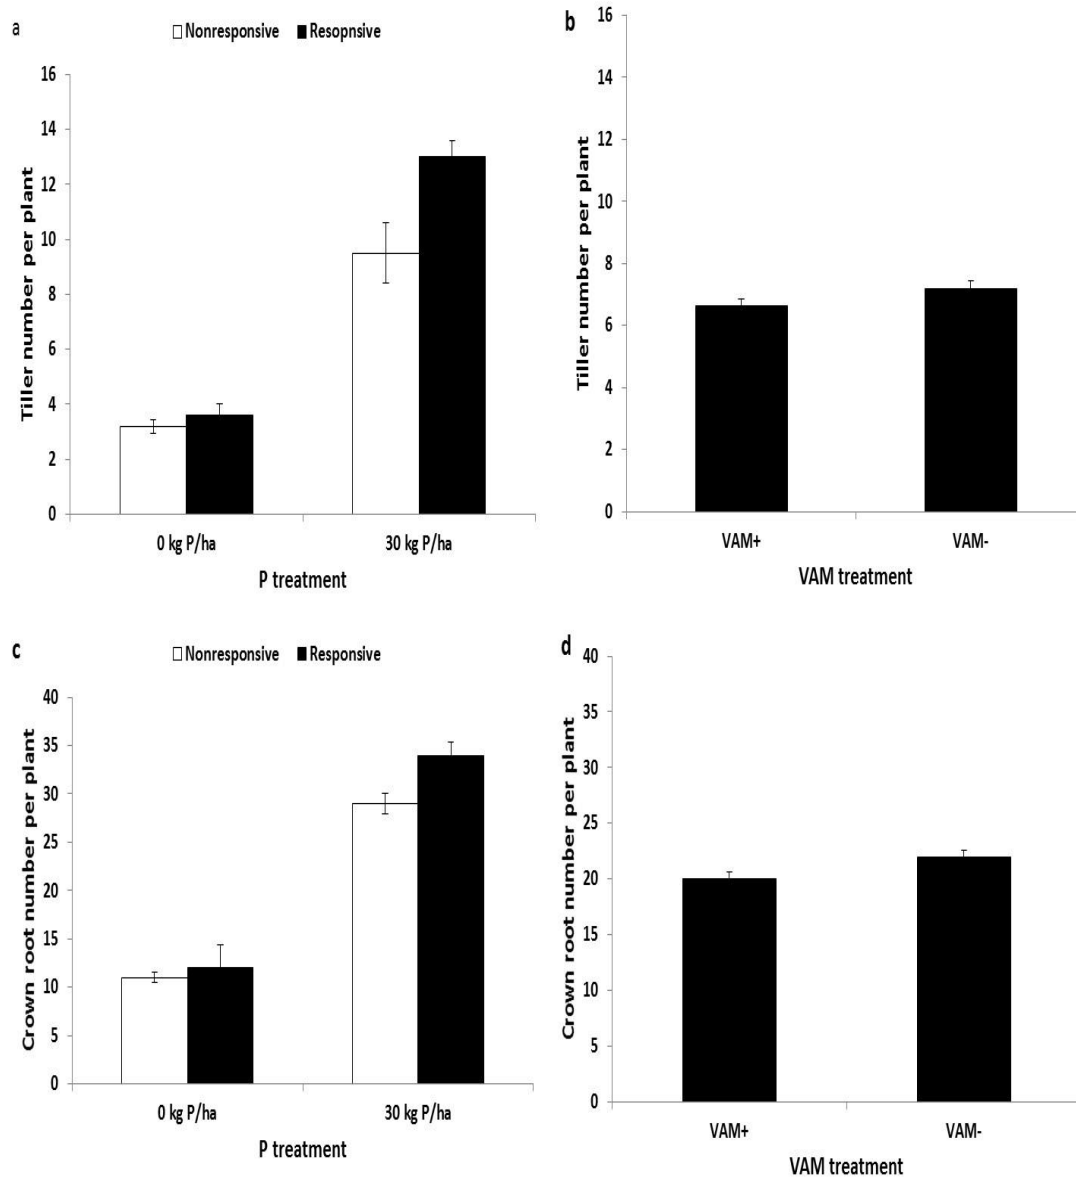 a
Nonresponsive Resopnsive
Tiller number per plant
16
14
12
10
8
6
4
2
0
0 kg P/ha 30 kg P/ha
P treatment
b
Tiller number per plant
16
14
12
10
8
6
4
2
0
VAM+ VAM-
VAM treatment
c
Nonresponsive Responsive
Crown root number per plant
40
35
30
25
20
15
10
5
0
0 kg P/ha 30 kg P/ha
P treatment
d
Crown root number per plant
40
35
30
25
20
15
10
5
0
VAM+ VAM-
VAM treatment